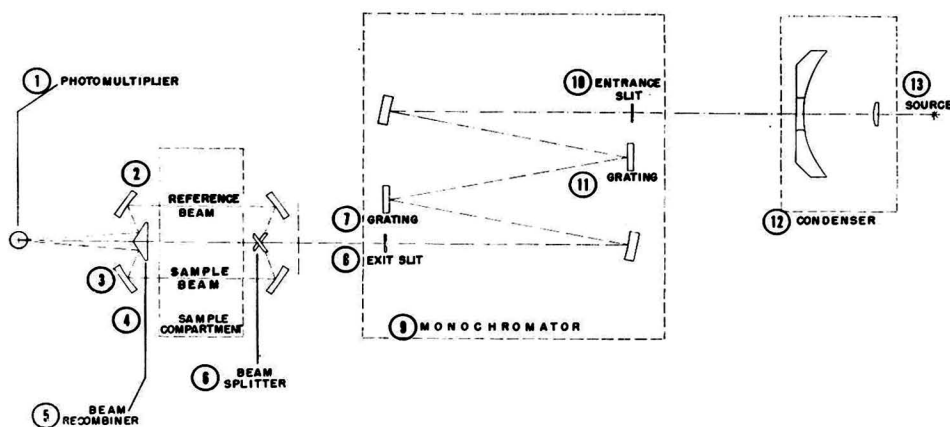 1 PHOTOMULTIPLIER
2
REFERENCE
BEAM
3
SAMPLE
BEAM
4
SAMPLE
COMPARTMENT
5 BEAM
RECOMBINER
6 BEAM
SPLITTER
7 GRATING
8 EXIT SLIT
9 MONOCHROMATOR
10 ENTRANCE
SLIT
11 GRATING
12 CONDENSER
13
SOURCE